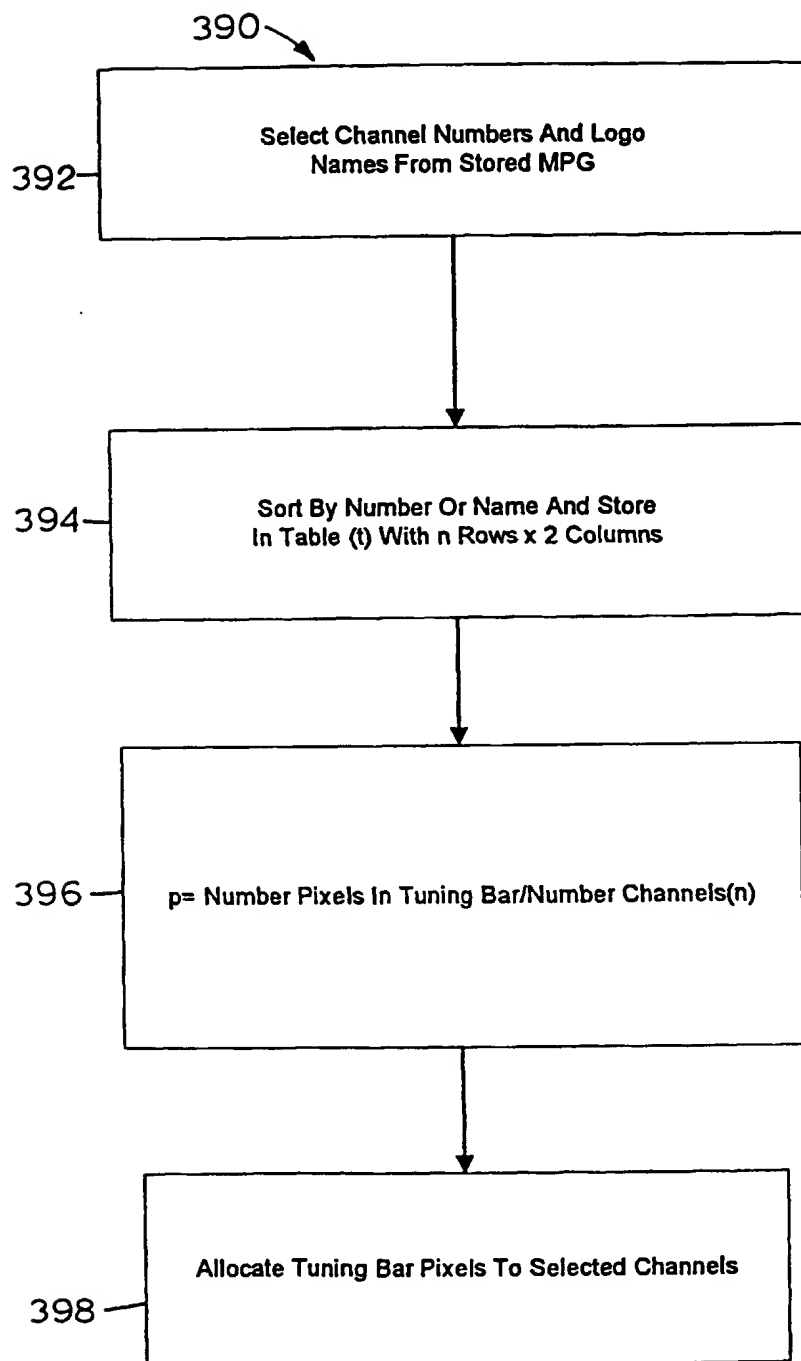 390
Select Channel Numbers And Logo
Names From Stored MPG
392
Sort By Number Or Name And Store
In Table (t) With n Rows x 2 Columns
394
p= Number Pixels In Tuning Bar/Number Channels(n)
396
Allocate Tuning Bar Pixels To Selected Channels
398